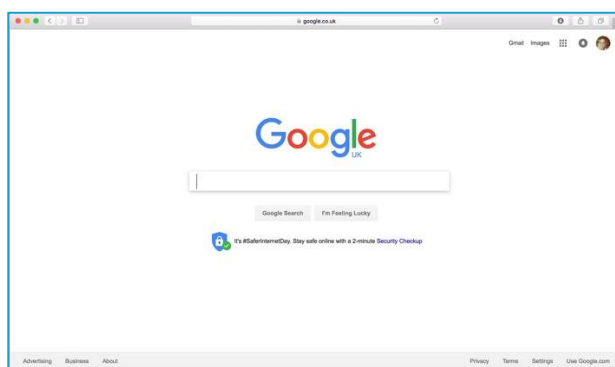 google.co.uk
Gmail Images
Google
UK
Google Search I'm Feeling Lucky
It's #SaferInternetDay. Stay safe online with a 2-minute Security Checkup
Advertising Business About Privacy Terms Settings Use Google.com